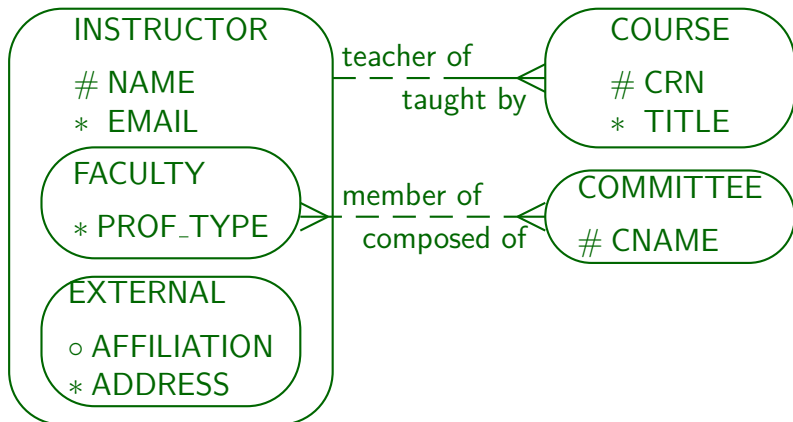 INSTRUCTOR
# NAME
* EMAIL
FACULTY
* PROF_TYPE
EXTERNAL
○ AFFILIATION
* ADDRESS
teacher of
taught by
member of
composed of
COURSE
# CRN
* TITLE
COMMITTEE
# CNAME